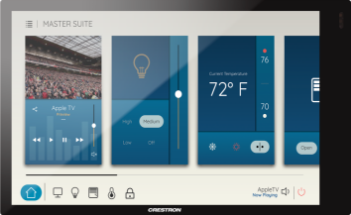 MASTER SUITE
Apple TV
High
Medium
Low
Off
Current Temperature
72° F
76
70
Open
AppleTV
Now Playing
CRESTRON